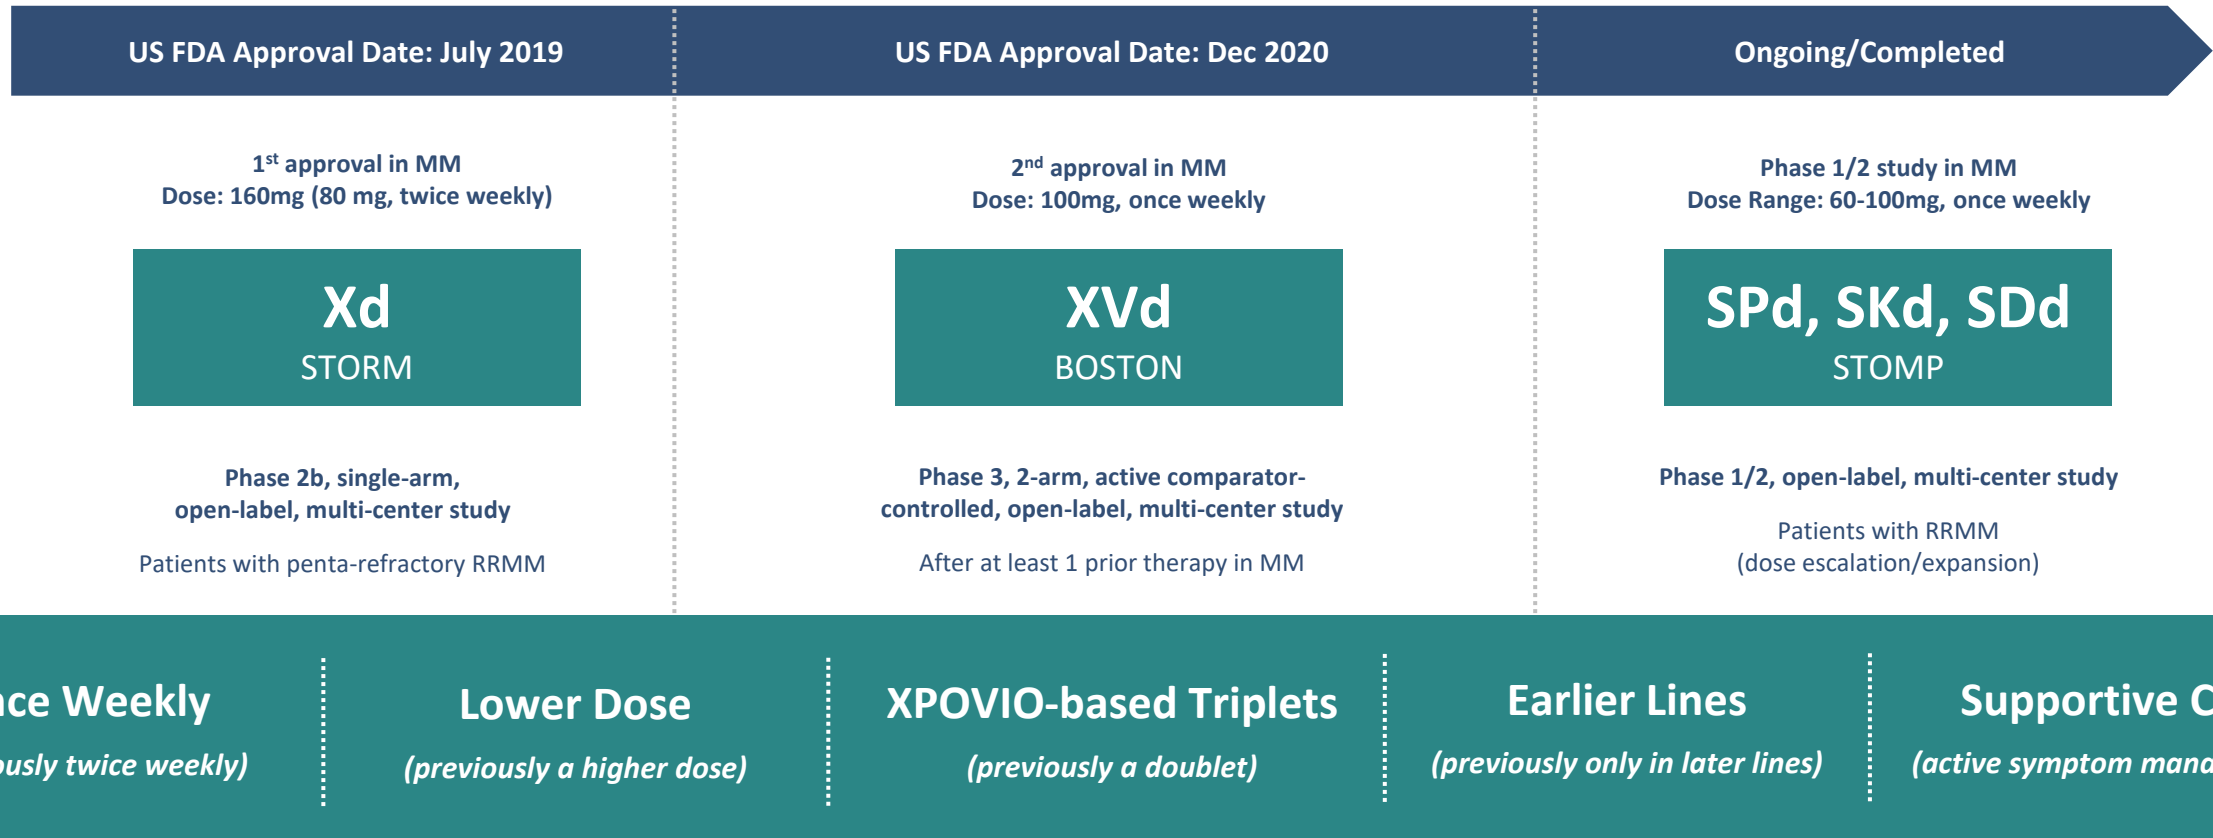 US FDA Approval Date: July 2019
US FDA Approval Date: Dec 2020
Ongoing/Completed
1st approval in MM
Dose: 160mg (80 mg, twice weekly)
2nd approval in MM
Dose: 100mg, once weekly
Phase 1/2 study in MM
Dose Range: 60-100mg, once weekly
Xd
STORM
XVd
BOSTON
SPd, SKd, SDd
STOMP
Phase 2b, single-arm,
open-label, multi-center study
Patients with penta-refractory RRMM
Phase 3, 2-arm, active comparator-
controlled, open-label, multi-center study
After at least 1 prior therapy in MM
Phase 1/2, open-label, multi-center study
Patients with RRMM
(dose escalation/expansion)
Weekly
twice weekly)
Lower Dose
(previously a higher dose)
XPOVIO-based Triplets
(previously a doublet)
Earlier Lines
(previously only in later lines)
Supportive
(active symptom